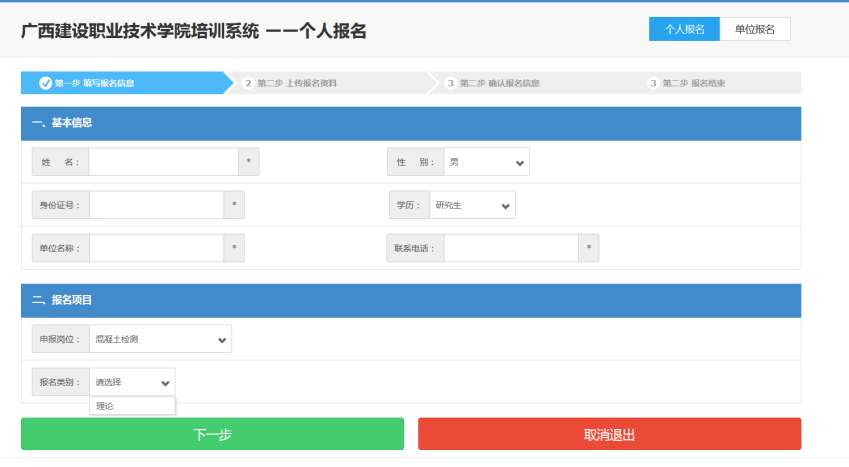 广西建设职业技术学院培训系统 ——个人报名
个人报名 单位报名
第一步 填写报名信息 2 第二步 上传报名资料 3 第二步 确认报名信息 3 第二步 报名结束
一、基本信息
姓 名： * 性 别： 男
身份证号： * 学历： 研究生
单位名称： * 联系电话： *
二、报名项目
申报岗位： 混凝土检测
报名类别： 请选择
理论
下一步 取消退出